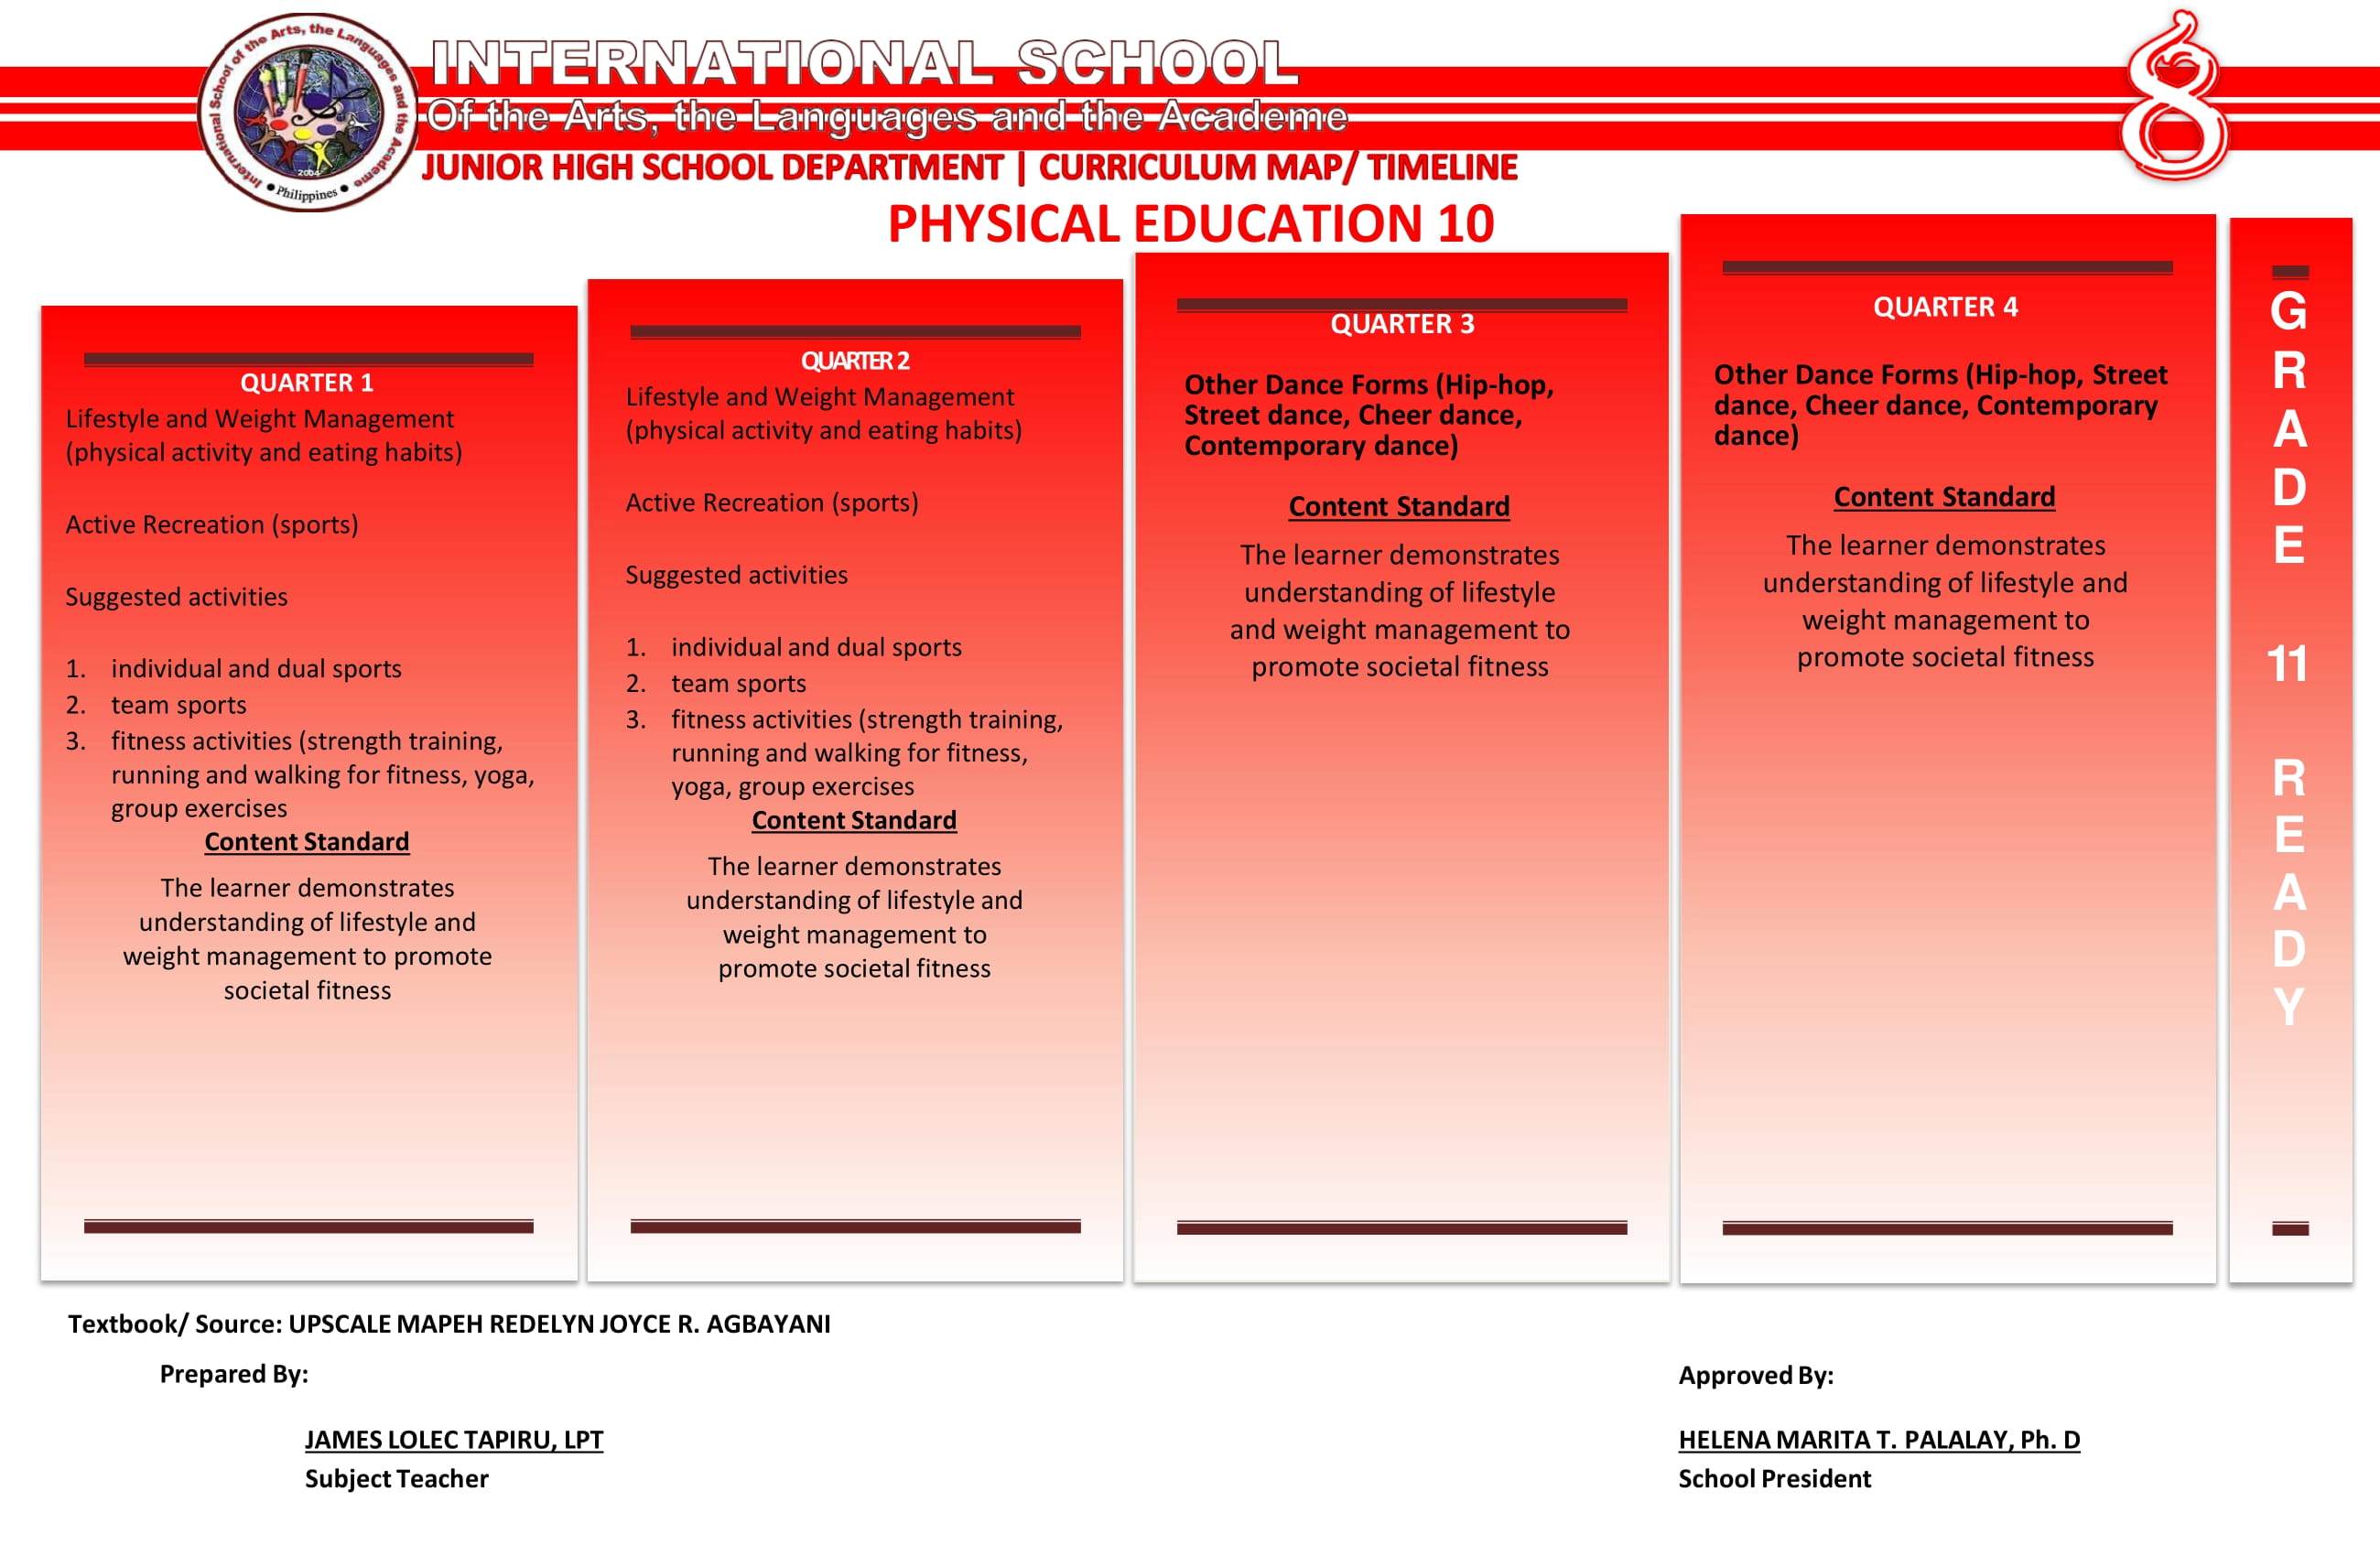 International School of the Arts, the Languages and the Academe
2004
• Philippines •
INTERNATIONAL SCHOOL
Of the Arts, the Languages and the Academe
JUNIOR HIGH SCHOOL DEPARTMENT | CURRICULUM MAP/ TIMELINE
8
PHYSICAL EDUCATION 10
QUARTER 1
Lifestyle and Weight Management
(physical activity and eating habits)
Active Recreation (sports)
Suggested activities
1. individual and dual sports
2. team sports
3. fitness activities (strength training,
running and walking for fitness, yoga,
group exercises
Content Standard
The learner demonstrates
understanding of lifestyle and
weight management to promote
societal fitness
QUARTER 2
Lifestyle and Weight Management
(physical activity and eating habits)
Active Recreation (sports)
Suggested activities
1. individual and dual sports
2. team sports
3. fitness activities (strength training,
running and walking for fitness,
yoga, group exercises
Content Standard
The learner demonstrates
understanding of lifestyle and
weight management to
promote societal fitness
QUARTER 3
Other Dance Forms (Hip-hop,
Street dance, Cheer dance,
Contemporary dance)
Content Standard
The learner demonstrates
understanding of lifestyle
and weight management to
promote societal fitness
QUARTER 4
Other Dance Forms (Hip-hop, Street
dance, Cheer dance, Contemporary
dance)
Content Standard
The learner demonstrates
understanding of lifestyle and
weight management to
promote societal fitness
G
R
A
D
E
11
R
E
A
D
Y
Textbook/ Source: UPSCALE MAPEH REDELYN JOYCE R. AGBAYANI
Prepared By:
JAMES LOLEC TAPIRU, LPT
Subject Teacher
Approved By:
HELENA MARITA T. PALALAY, Ph. D
School President